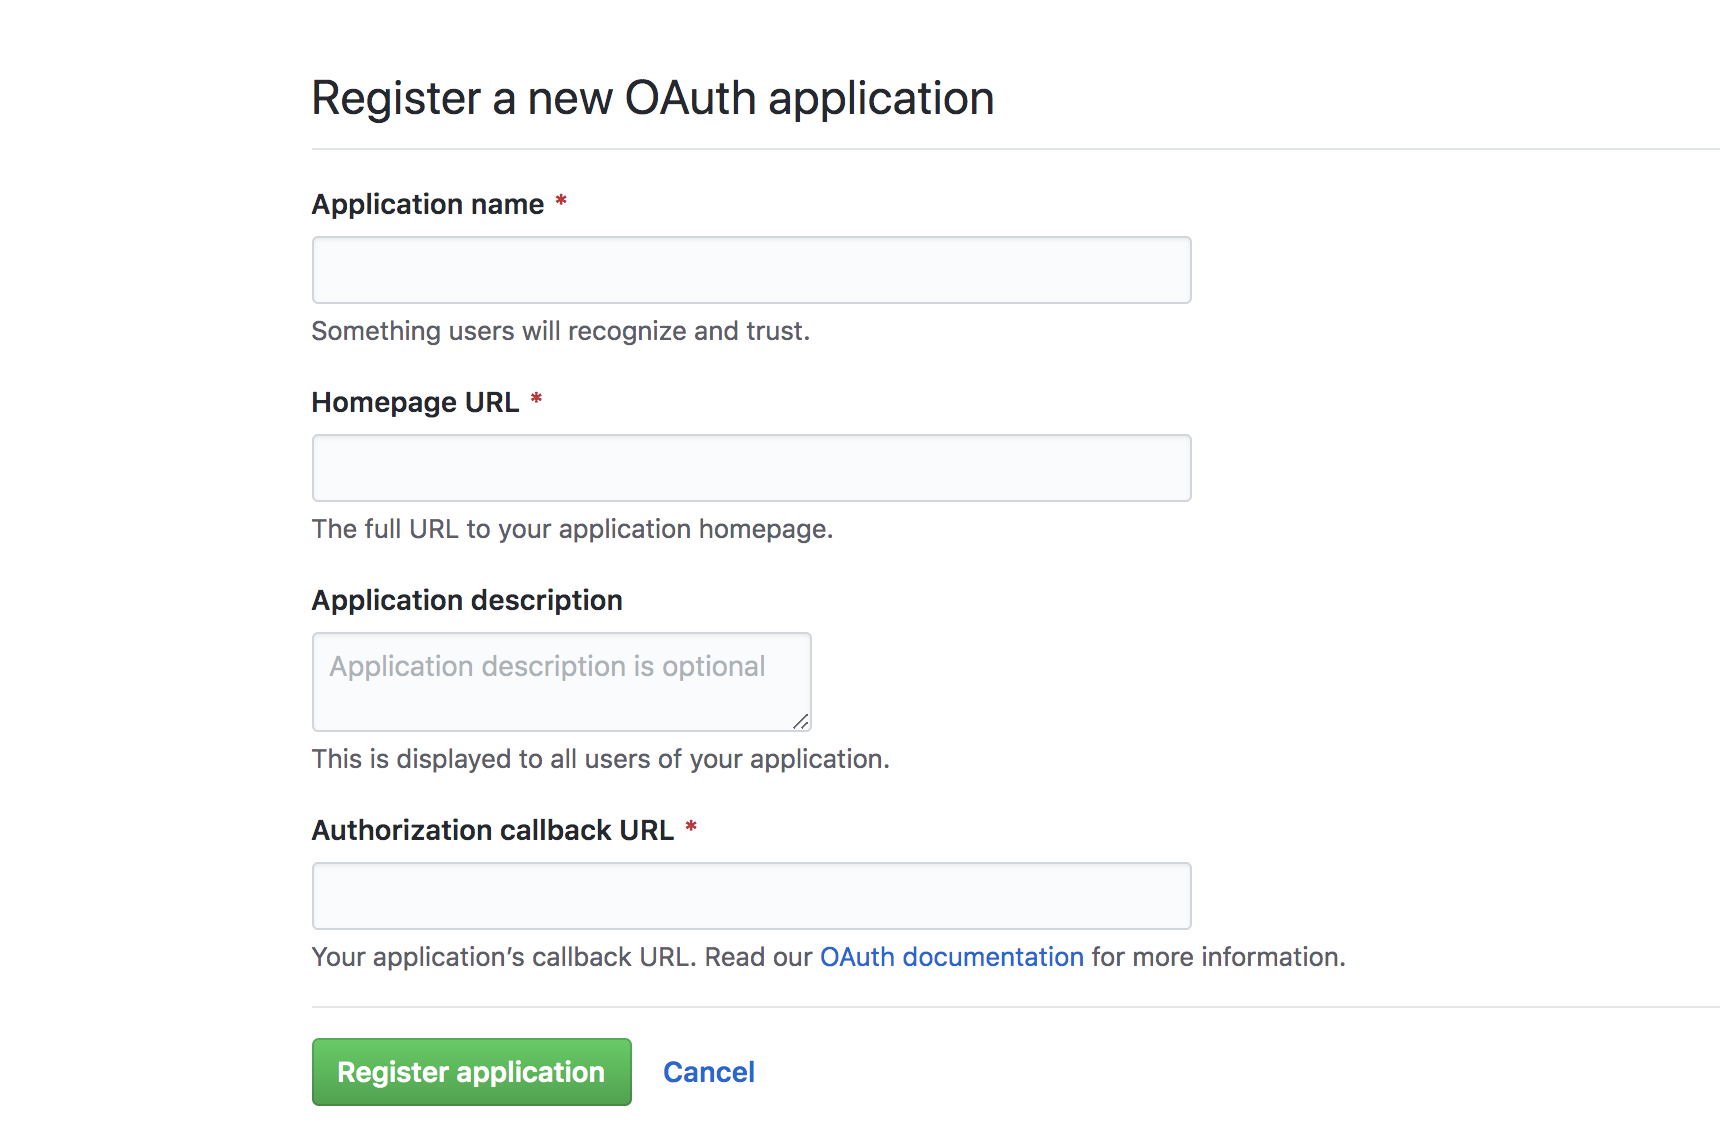 Register a new OAuth application
Application name *
Something users will recognize and trust.
Homepage URL *
The full URL to your application homepage.
Application description
Application description is optional
This is displayed to all users of your application.
Authorization callback URL *
Your application’s callback URL. Read our OAuth documentation for more information.
Register application Cancel